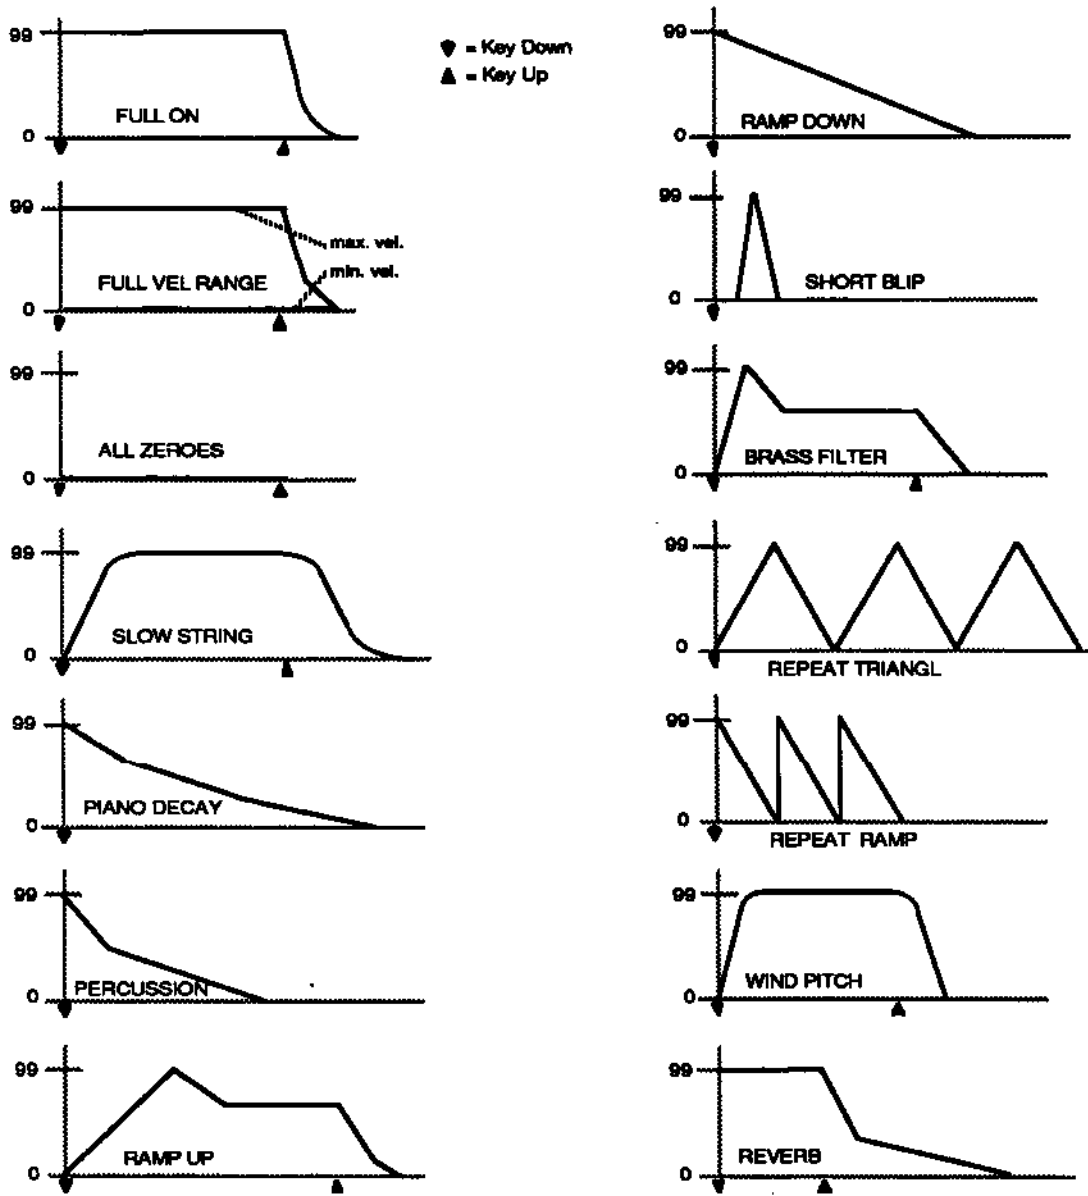 99
FULL ON
0
▼ = Key Down
▲ = Key Up
99
max. vel.
min. vel.
FULL VEL RANGE
0
99
ALL ZEROES
0
99
SLOW STRING
0
99
PIANO DECAY
0
99
PERCUSSION
0
99
RAMP UP
0
99
RAMP DOWN
0
99
SHORT BLIP
0
99
BRASS FILTER
0
99
0
REPEAT TRIANGL
99
0
REPEAT RAMP
99
WIND PITCH
0
99
REVERB
0